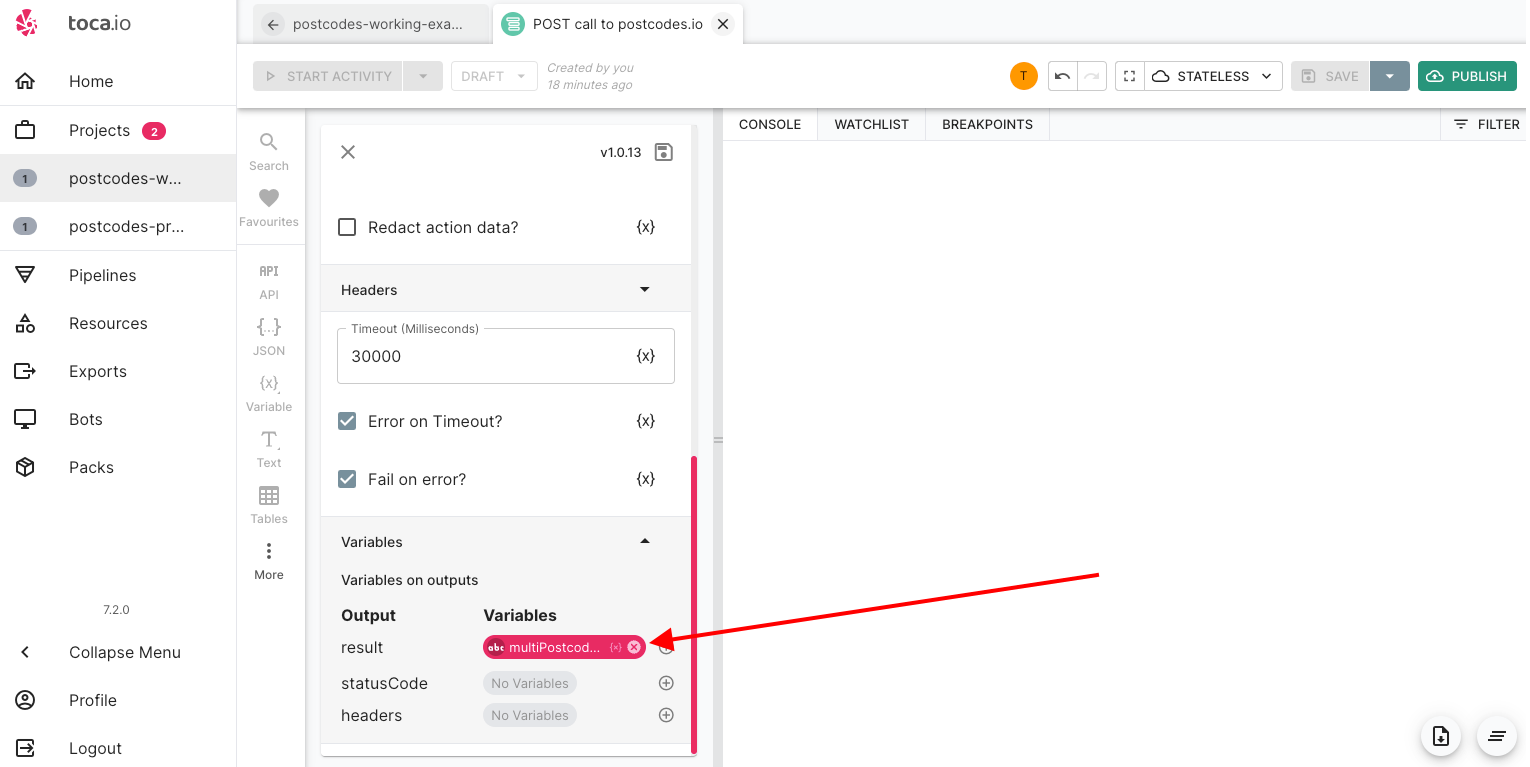 toca.io
postcodes-working-exa...
POST call to postcodes.io
START ACTIVITY
DRAFT
Created by you
18 minutes ago
T
STATELESS
SAVE
PUBLISH
Home
Projects 2
1 postcodes-w...
1 postcodes-pr...
Pipelines
Resources
Exports
Bots
Packs
7.2.0
Collapse Menu
Profile
Logout
Search
Favourites
API
API
{...}
JSON
{x}
Variable
T
Text
Tables
More
v1.0.13
Redact action data? {x}
Headers
Timeout (Milliseconds)
30000 {x}
Error on Timeout? {x}
Fail on error? {x}
Variables
Variables on outputs
Output Variables
result abc multiPostcod... {x}
statusCode No Variables
headers No Variables
CONSOLE WATCHLIST BREAKPOINTS FILTER